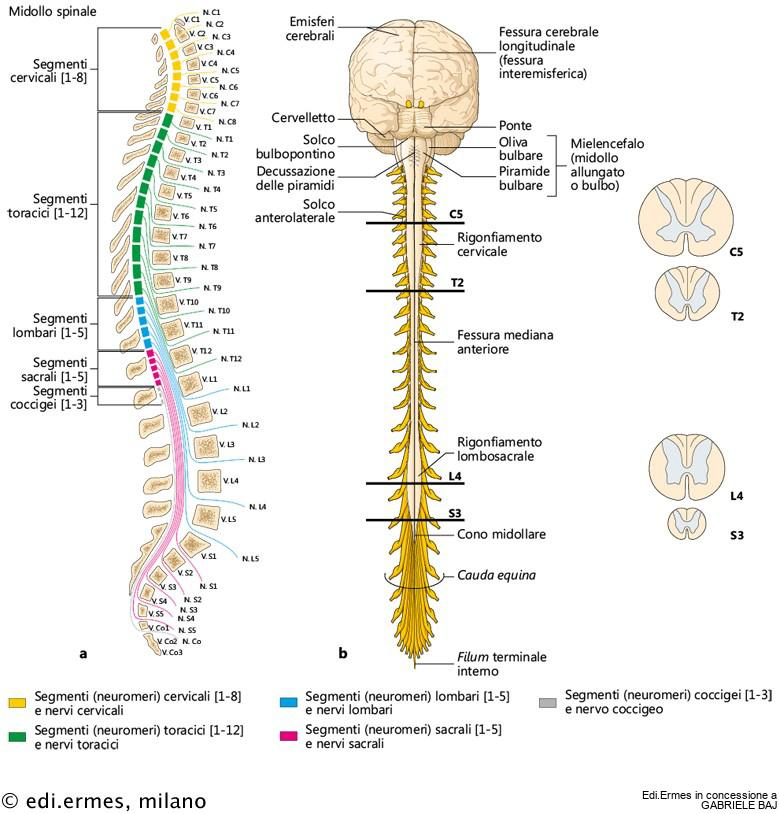 Midollo spinale
Segmenti
cervicali [1-8]
Segmenti
toracici [1-12]
Segmenti
lombari [1-5]
Segmenti
sacrali [1-5]
Segmenti
coccigei [1-3]
N. C1
V. C1
N. C2
V. C2
N. C3
V. C3
N. C4
V. C4
N. C5
V. C5
N. C6
V. C6
N. C7
V. C7
N. C8
V. T1
N. T1
V. T2
N. T2
V. T3
N. T3
V. T4
N. T4
V. T5
N. T5
V. T6
N. T6
V. T7
N. T7
V. T8
N. T8
V. T9
N. T9
V. T10
N. T10
V. T11
N. T11
V. T12
N. T12
V. L1
N. L1
V. L2
N. L2
V. L3
N. L3
V. L4
N. L4
V. L5
N. L5
V. S1
V. S2
N. S1
V. S3
N. S2
V. S4
N. S3
N. S4
V. S5
N. S5
V. Co1
V. Co2
N. Co
V. Co3
a
Emisferi
cerebrali
Fessura cerebrale
longitudinale
(fessura
interemisferica)
Cervelletto
Solco
bulbopontino
Decussazione
delle piramidi
Solco
anterolaterale
Ponte
Oliva
bulbare
Piramide
bulbare
Mielencefalo
(midollo
allungato
o bulbo)
C5
Rigonfiamento
cervicale
T2
Fessura mediana
anteriore
Rigonfiamento
lombosacrale
L4
S3
Cono midollare
Cauda equina
Filum terminale
interno
b
C5
T2
L4
S3
Segmenti (neuromeri) cervicali [1-8]
e nervi cervicali
Segmenti (neuromeri) toracici [1-12]
e nervi toracici
Segmenti (neuromeri) lombari [1-5]
e nervi lombari
Segmenti (neuromeri) sacrali [1-5]
e nervi sacrali
Segmenti (neuromeri) coccigei [1-3]
e nervo coccigeo
© edi.ermes, milano
Edi.Ermes in concessione a
GABRIELE BAJ